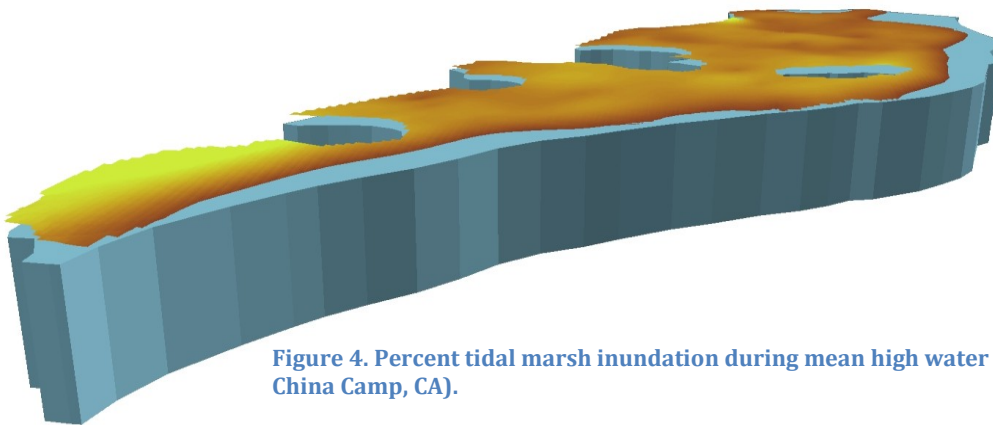 Figure 4. Percent tidal marsh inundation during mean high water
China Camp, CA).